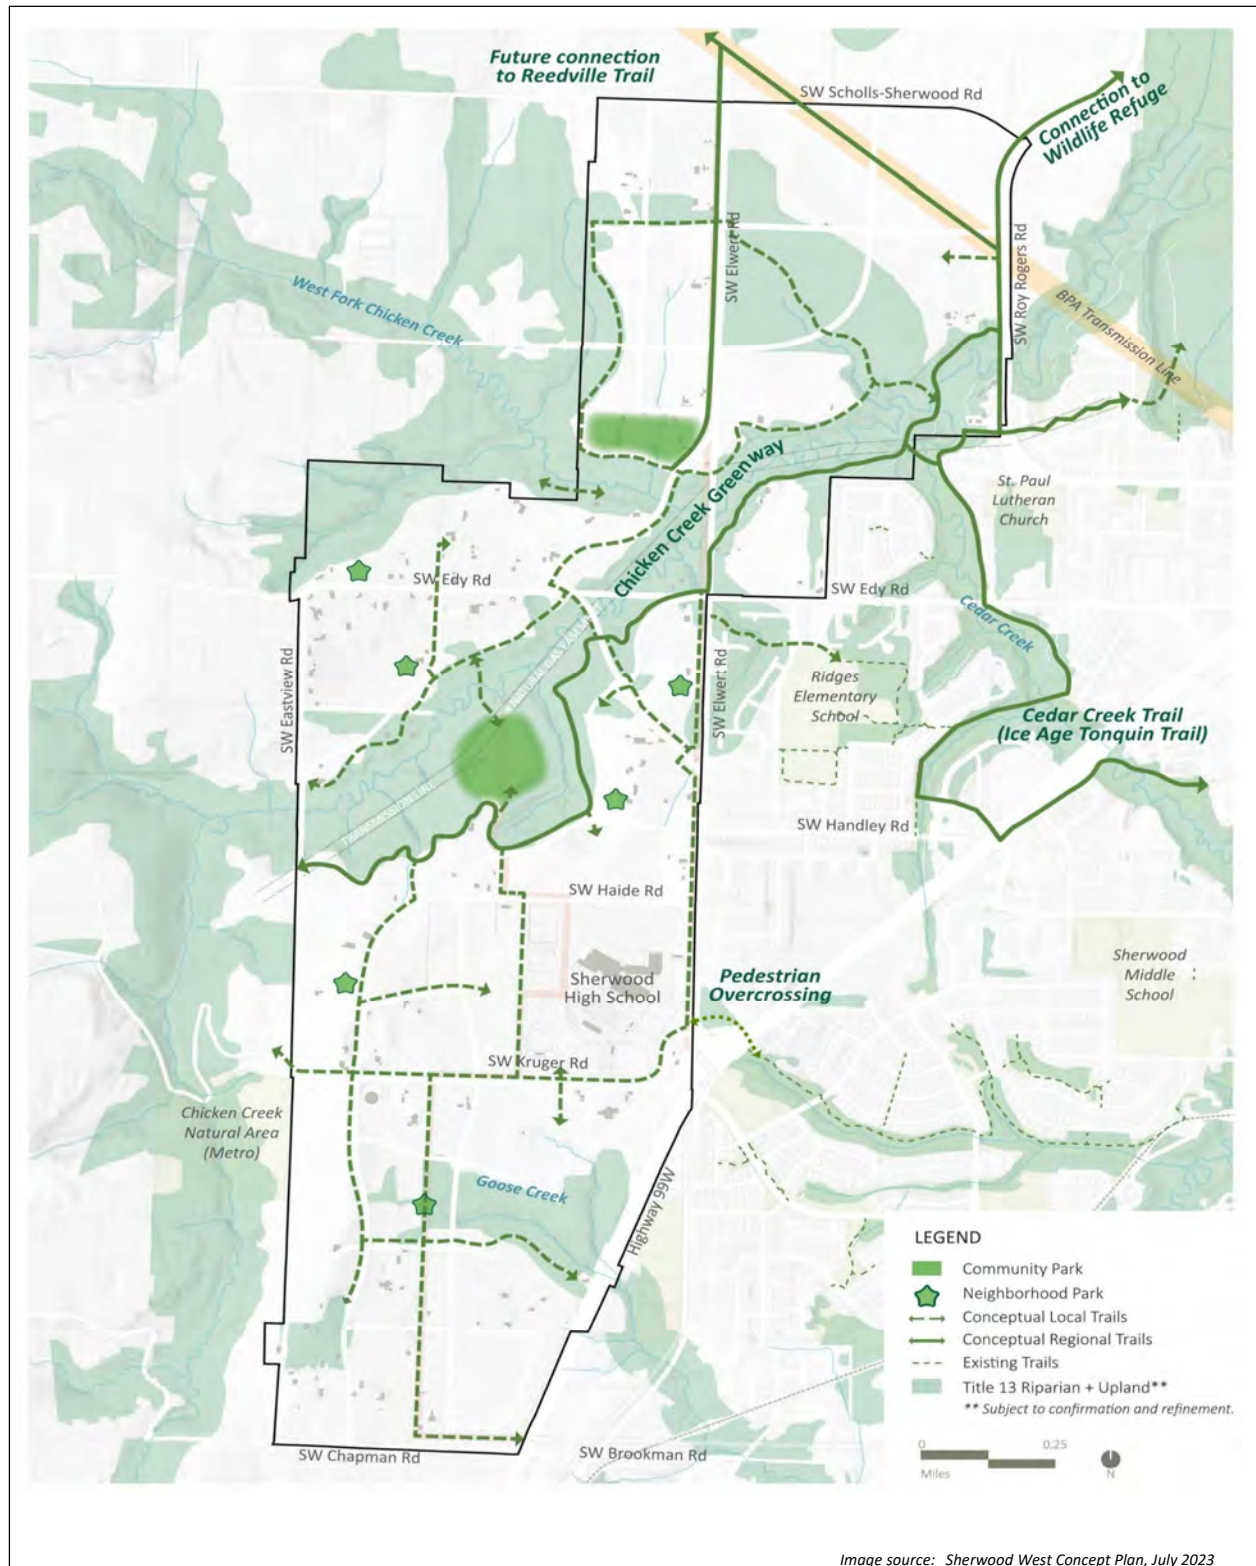 Future connection
to Reedville Trail
SW Scholls-Sherwood Rd
Connection to
Wildlife Refuge
SW Elwert Rd
SW Roy Rogers Rd
West Fork Chicken Creek
BPA Transmission Line
Chicken Creek Greenway
St. Paul
Lutheran
Church
SW Edy Rd
SW Edy Rd
Cedar Creek
SW Eastview Rd
SW Elwert Rd
Ridges
Elementary
School
Cedar Creek Trail
(Ice Age Tonquin Trail)
SW Handley Rd
SW Haide Rd
Sherwood
High School
Pedestrian
Overcrossing
Sherwood
Middle
School
SW Kruger Rd
Chicken Creek
Natural Area
(Metro)
Goose Creek
Highway 99W
SW Chapman Rd
SW Brookman Rd
LEGEND
Community Park
Neighborhood Park
Conceptual Local Trails
Conceptual Regional Trails
Existing Trails
Title 13 Riparian + Upland**
** Subject to confirmation and refinement.
0 0.25
Miles
N
Image source: Sherwood West Concept Plan, July 2023